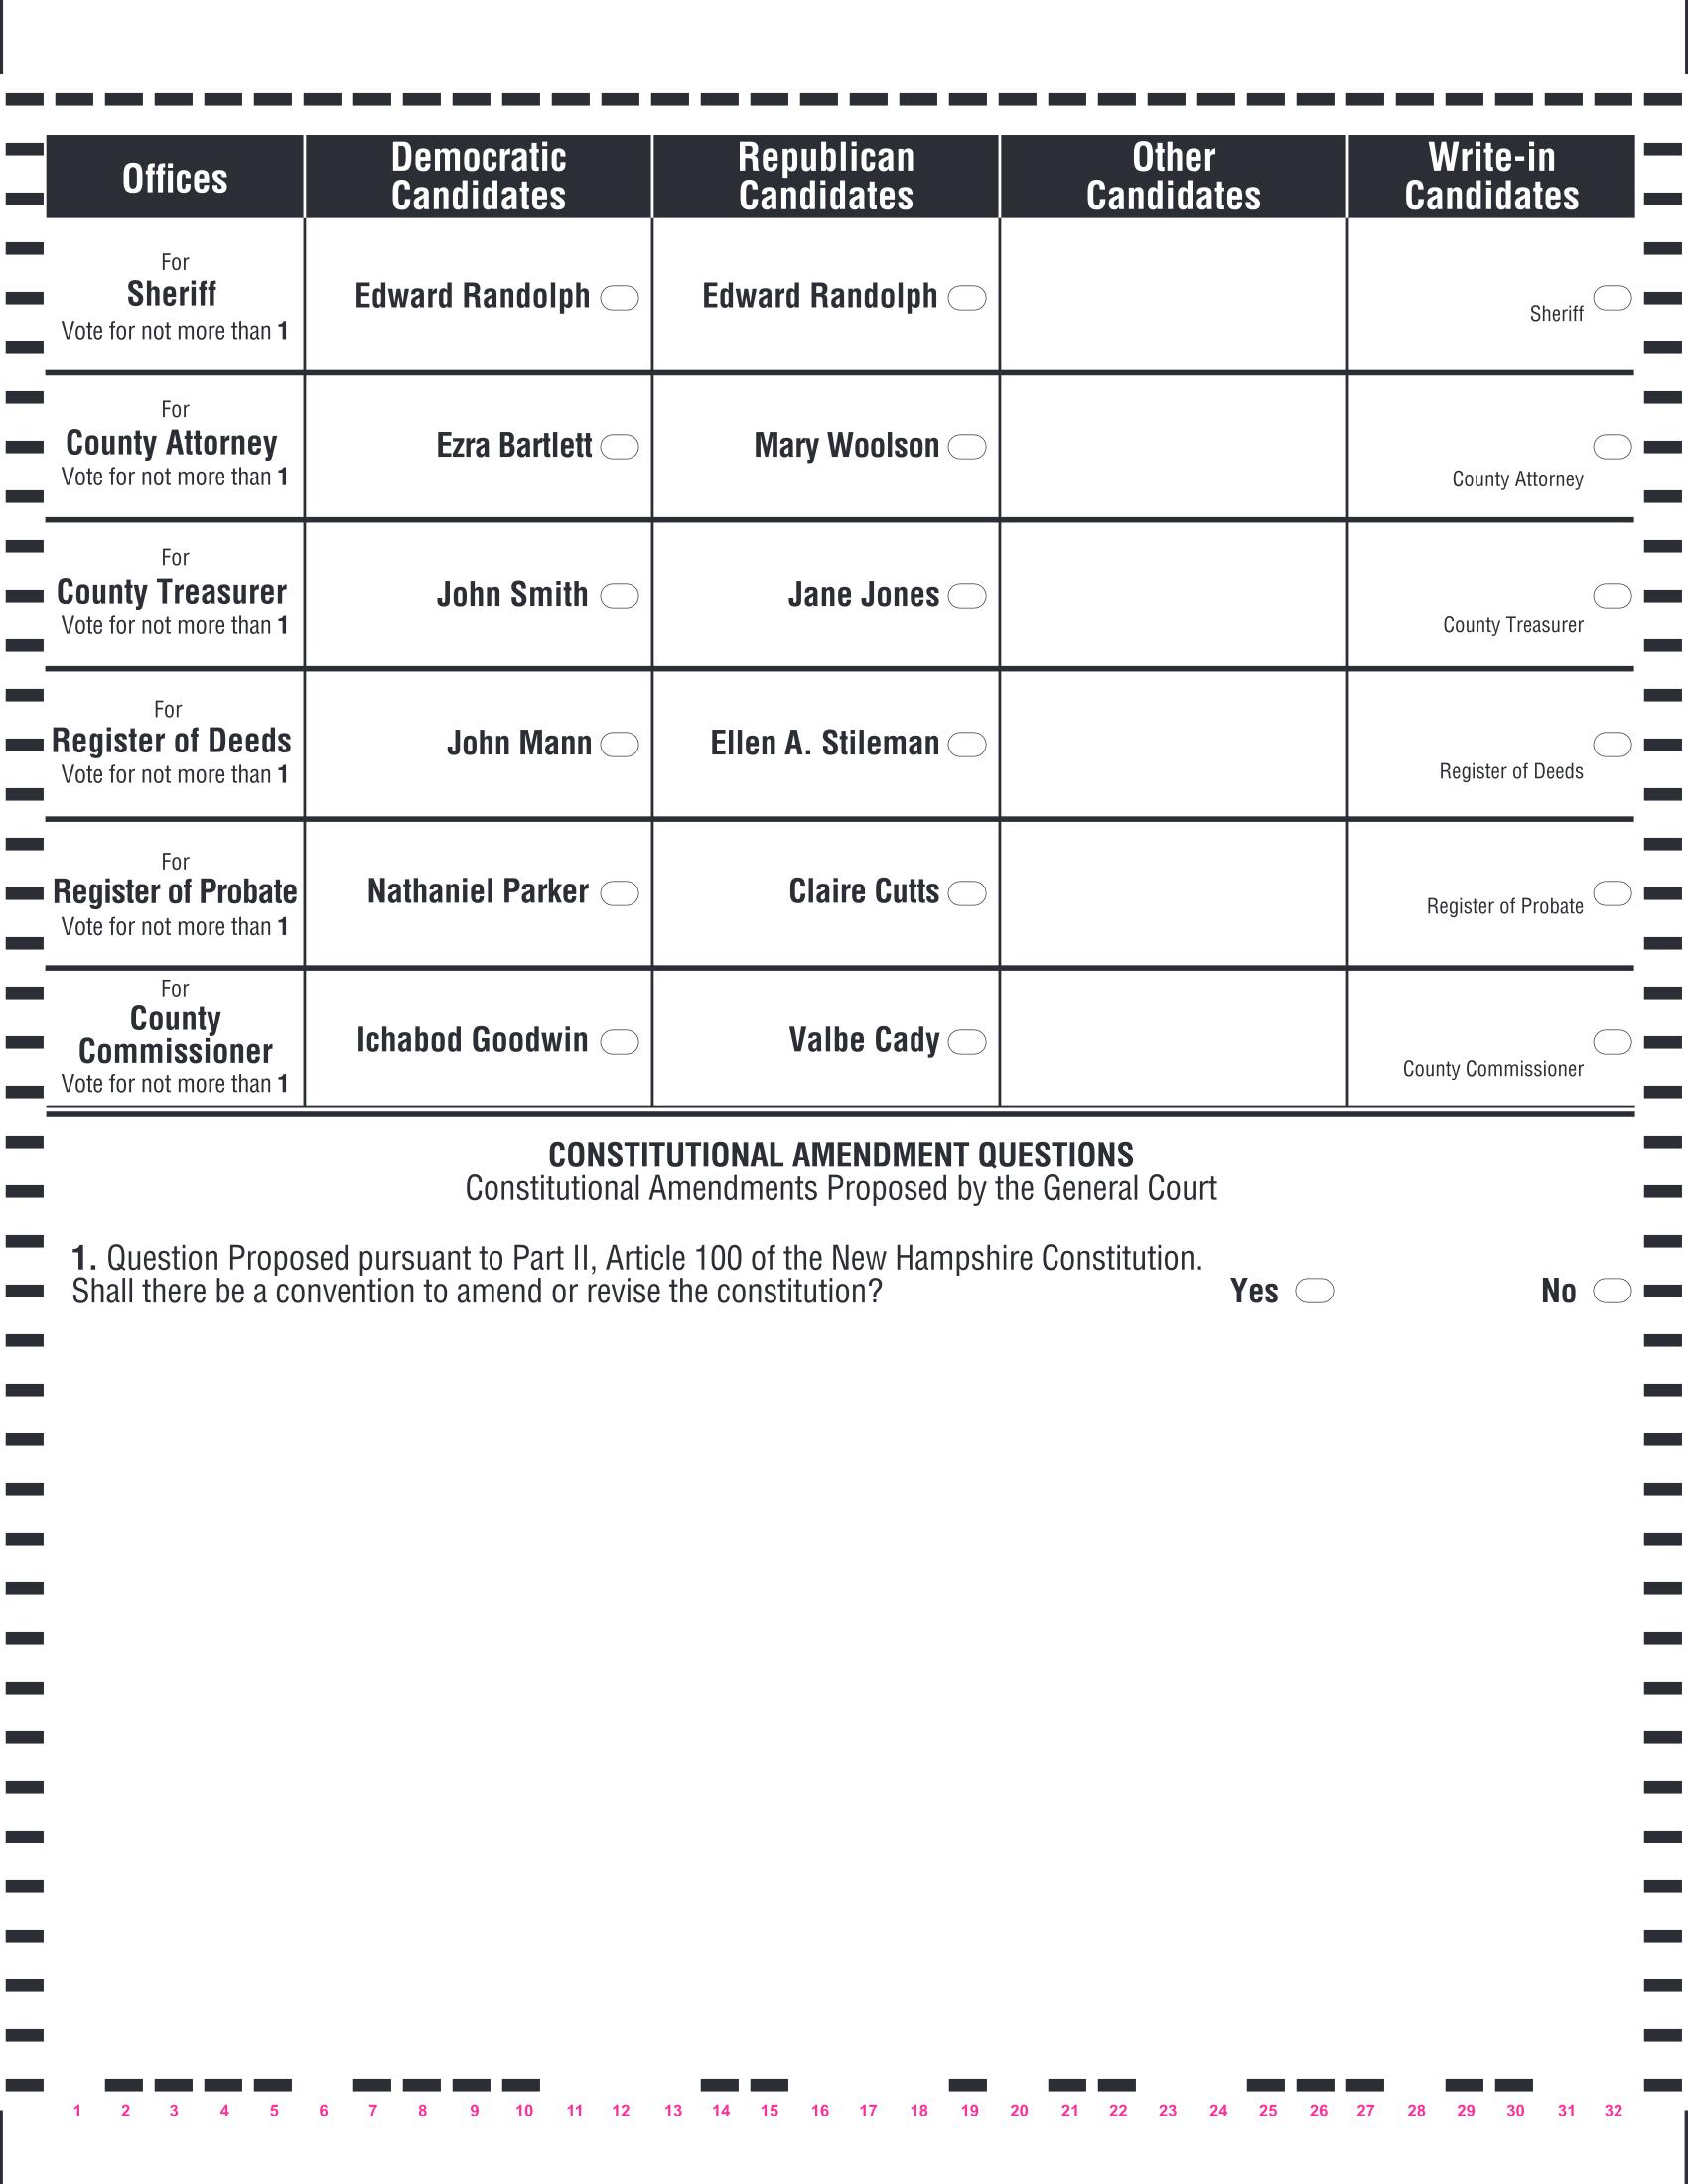 Offices
Democratic
Candidates
Republican
Candidates
Other
Candidates
Write-in
Candidates
For
Sheriff
Vote for not more than 1
Edward Randolph
Edward Randolph
Sheriff
For
County Attorney
Vote for not more than 1
Ezra Bartlett
Mary Woolson
County Attorney
For
County Treasurer
Vote for not more than 1
John Smith
Jane Jones
County Treasurer
For
Register of Deeds
Vote for not more than 1
John Mann
Ellen A. Stileman
Register of Deeds
For
Register of Probate
Vote for not more than 1
Nathaniel Parker
Claire Cutts
Register of Probate
For
County
Commissioner
Vote for not more than 1
Ichabod Goodwin
Valbe Cady
County Commissioner
CONSTITUTIONAL AMENDMENT QUESTIONS
Constitutional Amendments Proposed by the General Court
1. Question Proposed pursuant to Part II, Article 100 of the New Hampshire Constitution.
Shall there be a convention to amend or revise the constitution? Yes No
1 2 3 4 5 6 7 8 9 10 11 12 13 14 15 16 17 18 19 20 21 22 23 24 25 26 27 28 29 30 31 32